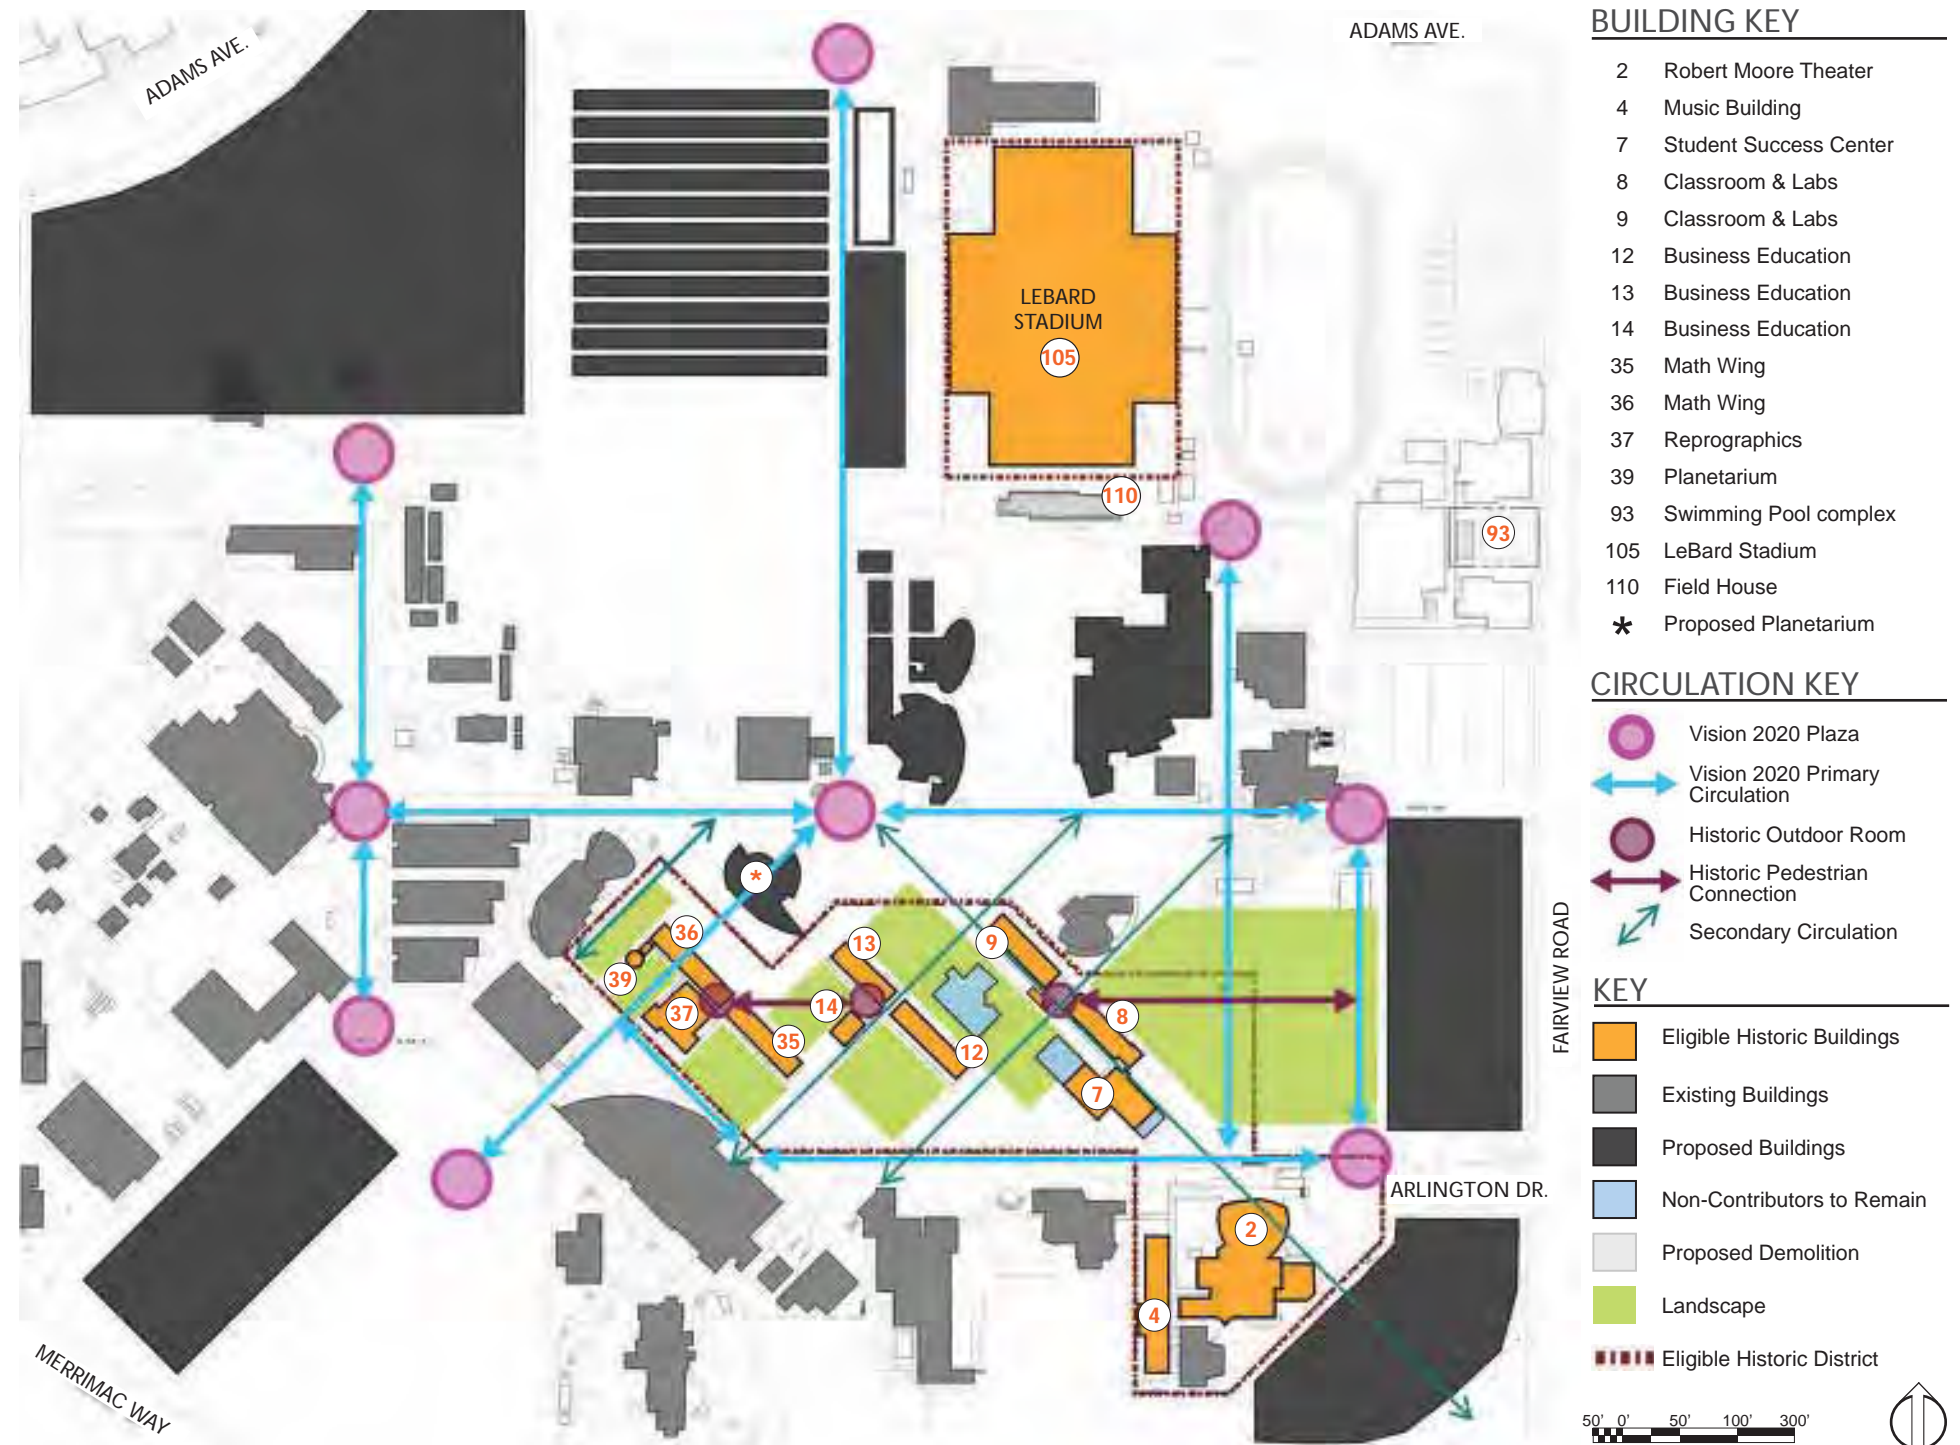 ADAMS AVE.
ADAMS AVE.
LEBARD
STADIUM
105
110
93
*
36
13
9
39
14
37
8
35
12
7
FAIRVIEW ROAD
ARLINGTON DR.
2
4
MERRIMAC WAY
BUILDING KEY
2 Robert Moore Theater
4 Music Building
7 Student Success Center
8 Classroom & Labs
9 Classroom & Labs
12 Business Education
13 Business Education
14 Business Education
35 Math Wing
36 Math Wing
37 Reprographics
39 Planetarium
93 Swimming Pool complex
105 LeBard Stadium
110 Field House
* Proposed Planetarium
CIRCULATION KEY
Vision 2020 Plaza
Vision 2020 Primary
Circulation
Historic Outdoor Room
Historic Pedestrian
Connection
Secondary Circulation
KEY
Eligible Historic Buildings
Existing Buildings
Proposed Buildings
Non-Contributors to Remain
Proposed Demolition
Landscape
Eligible Historic District
50' 0' 50' 100' 300'